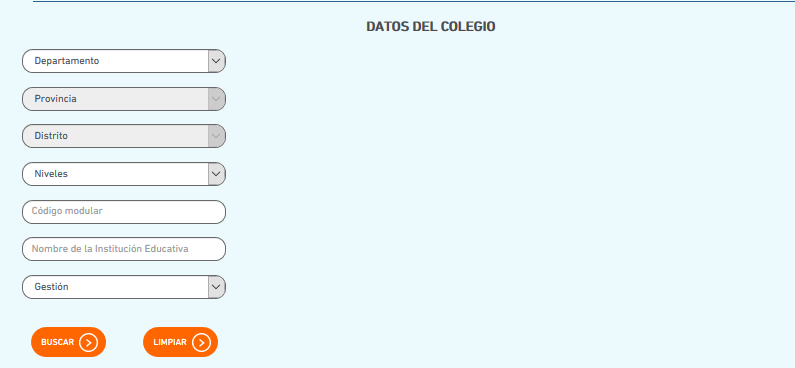 DATOS DEL COLEGIO
Departamento
Provincia
Distrito
Niveles
Código modular
Nombre de la Institución Educativa
Gestión
BUSCAR
LIMPIAR